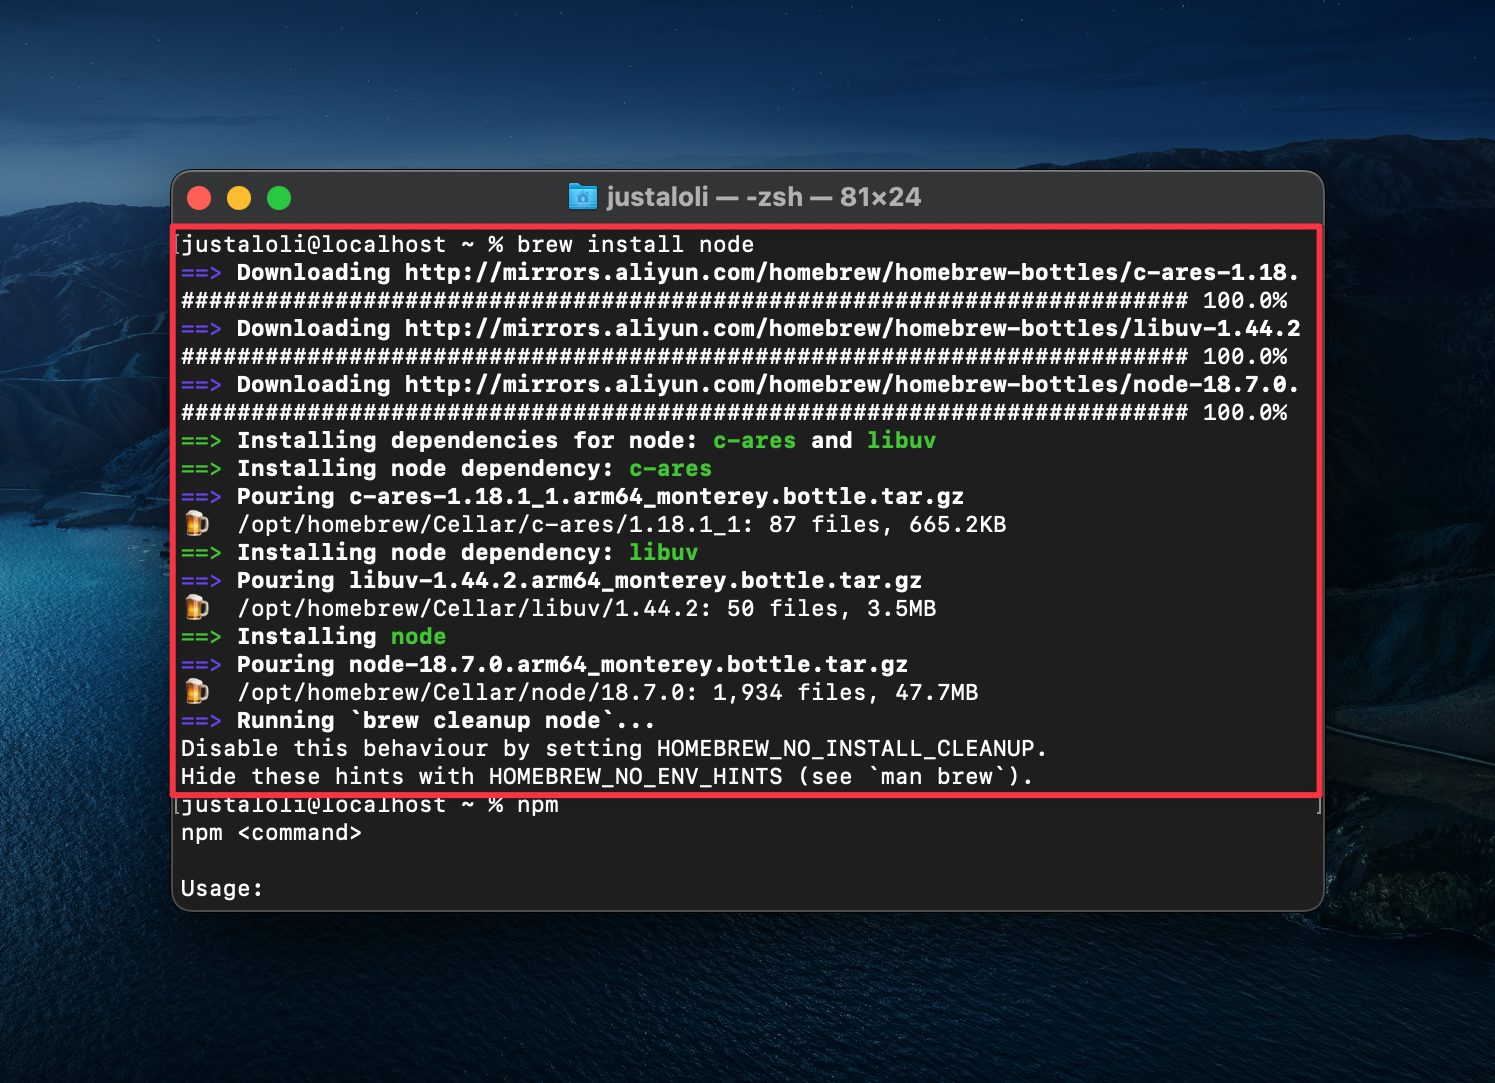 justaloli — -zsh — 81×24
[justaloli@localhost ~ % brew install node
==> Downloading http://mirrors.aliyun.com/homebrew/homebrew-bottles/c-ares-1.18.
######################################################################## 100.0%
==> Downloading http://mirrors.aliyun.com/homebrew/homebrew-bottles/libuv-1.44.2
######################################################################## 100.0%
==> Downloading http://mirrors.aliyun.com/homebrew/homebrew-bottles/node-18.7.0.
######################################################################## 100.0%
==> Installing dependencies for node: c-ares and libuv
==> Installing node dependency: c-ares
==> Pouring c-ares-1.18.1_1.arm64_monterey.bottle.tar.gz
🍺 /opt/homebrew/Cellar/c-ares/1.18.1_1: 87 files, 665.2KB
==> Installing node dependency: libuv
==> Pouring libuv-1.44.2.arm64_monterey.bottle.tar.gz
🍺 /opt/homebrew/Cellar/libuv/1.44.2: 50 files, 3.5MB
==> Installing node
==> Pouring node-18.7.0.arm64_monterey.bottle.tar.gz
🍺 /opt/homebrew/Cellar/node/18.7.0: 1,934 files, 47.7MB
==> Running `brew cleanup node`...
Disable this behaviour by setting HOMEBREW_NO_INSTALL_CLEANUP.
Hide these hints with HOMEBREW_NO_ENV_HINTS (see `man brew`).
[justaloli@localhost ~ % npm ]
npm <command>
Usage: